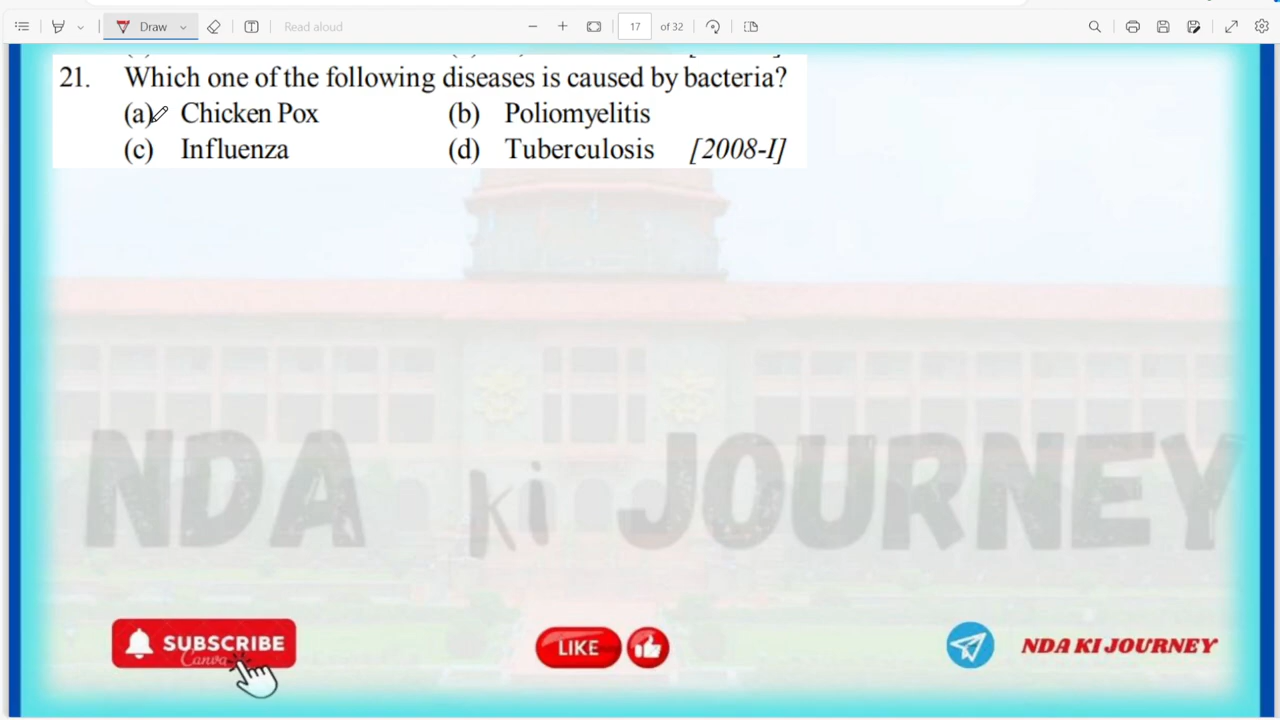 Draw
Read aloud
17
of 32
21. Which one of the following diseases is caused by bacteria?
(a) Chicken Pox (b) Poliomyelitis
(c) Influenza (d) Tuberculosis [2008-I]
NDA ki JOURNEY
SUBSCRIBE
Canva
LIKE
NDA KI JOURNEY